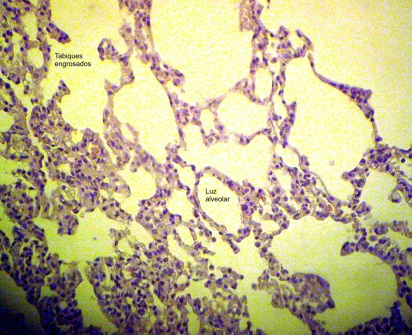 Tabiques
engrosados
Luz
alveolar